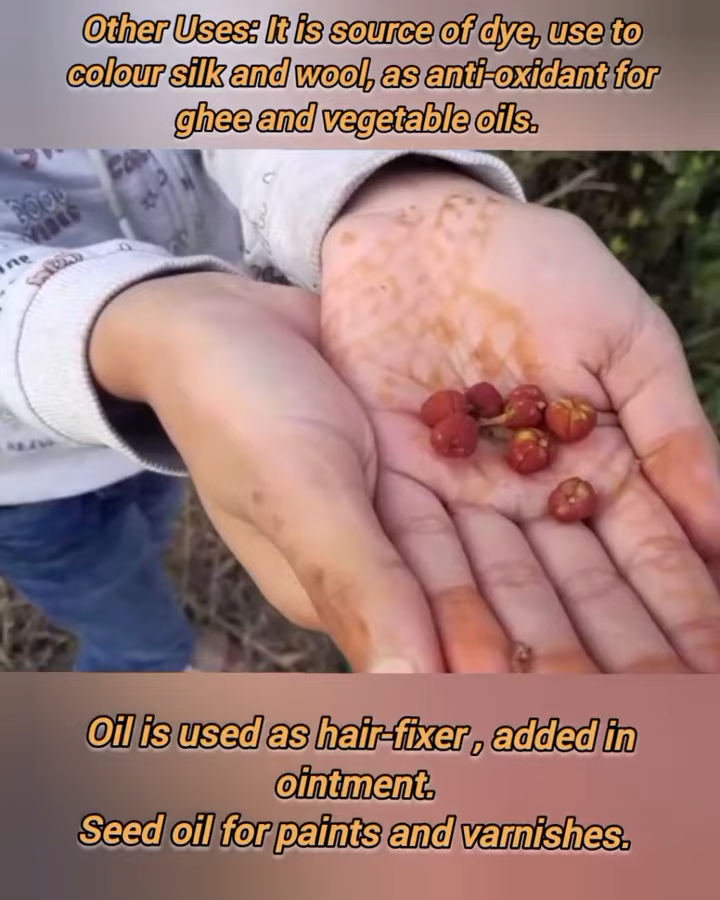 Other Uses: It is source of dye, use to
colour silk and wool, as anti-oxidant for
ghee and vegetable oils.
Oil is used as hair-fixer , added in
ointment.
Seed oil for paints and varnishes.